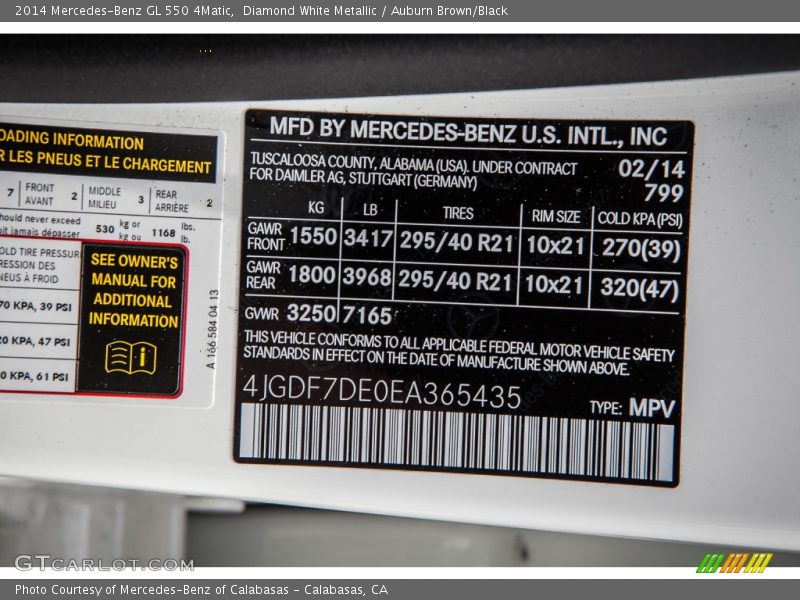 2014 Mercedes-Benz GL 550 4Matic, Diamond White Metallic / Auburn Brown/Black
OADING INFORMATION
R LES PNEUS ET LE CHARGEMENT
7 FRONT AVANT 2 MIDDLE MILIEU 3 REAR ARRIÈRE 2
hould never exceed 530 kg or 1168 lbs.
ait jamais dépasser kg ou lb.
OLD TIRE PRESSURE
RESSION DES
NEUS À FROID
70 KPA, 39 PSI
20 KPA, 47 PSI
0 KPA, 61 PSI
SEE OWNER'S
MANUAL FOR
ADDITIONAL
INFORMATION
A 166 584 04 13
MFD BY MERCEDES-BENZ U.S. INTL., INC
TUSCALOOSA COUNTY, ALABAMA (USA). UNDER CONTRACT 02/14
FOR DAIMLER AG, STUTTGART (GERMANY) 799
KG LB TIRES RIM SIZE COLD KPA (PSI)
GAWR FRONT 1550 3417 295/40 R21 10x21 270(39)
GAWR REAR 1800 3968 295/40 R21 10x21 320(47)
GVWR 3250 7165
THIS VEHICLE CONFORMS TO ALL APPLICABLE FEDERAL MOTOR VEHICLE SAFETY
STANDARDS IN EFFECT ON THE DATE OF MANUFACTURE SHOWN ABOVE.
4JGDF7DE0EA365435
TYPE: MPV
GTCARLOT.COM
Photo Courtesy of Mercedes-Benz of Calabasas - Calabasas, CA